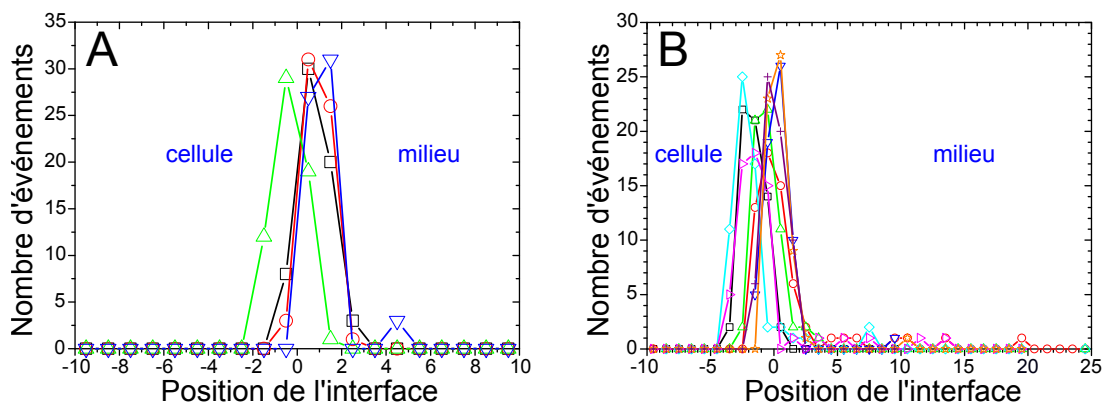 A
Nombre d'événements
35
30
25
20
15
10
5
0
cellule
milieu
-10 -8 -6 -4 -2 0 2 4 6 8 10
Position de l'interface
B
Nombre d'événements
30
25
20
15
10
5
0
cellule
milieu
-10 -5 0 5 10 15 20 25
Position de l'interface